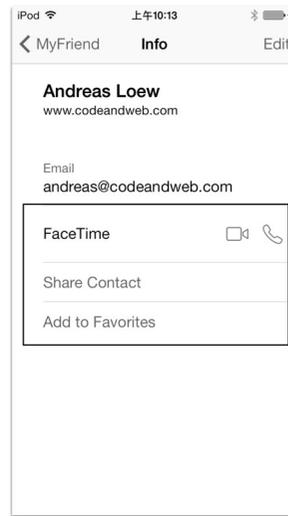 iPod 上午10:13
MyFriend Info Edit
Andreas Loew
www.codeandweb.com
Email
andreas@codeandweb.com
FaceTime
Share Contact
Add to Favorites